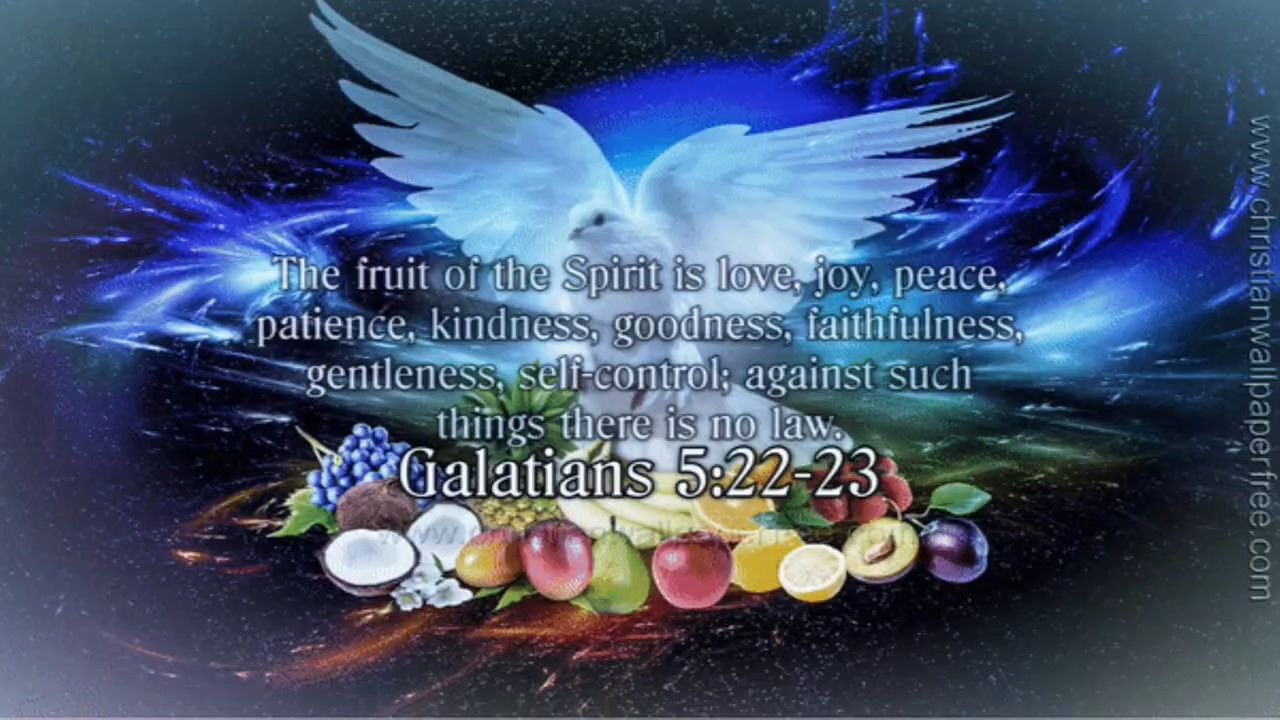 The fruit of the Spirit is love, joy, peace,
patience, kindness, goodness, faithfulness,
gentleness, self-control; against such
things there is no law.
Galatians 5:22-23
www.christianwallpaperfree.com